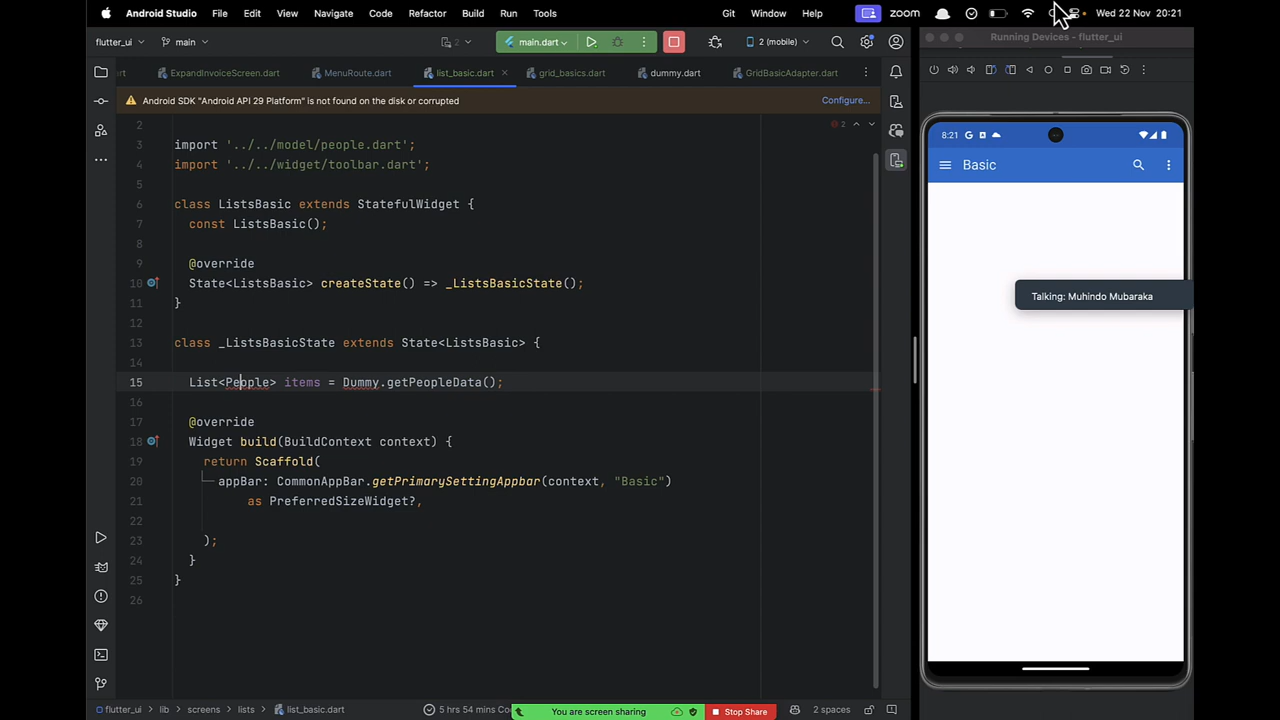 Android Studio File Edit View Navigate Code Refactor Build Run Tools Git Window Help zoom Wed 22 Nov 20:21
flutter_ui main main.dart 2 (mobile)
Running Devices - flutter_ui
rt ExpandInvoiceScreen.dart MenuRoute.dart list_basic.dart grid_basics.dart dummy.dart GridBasicAdapter.dart
Android SDK "Android API 29 Platform" is not found on the disk or corrupted Configure...
2
2
3 import '../../model/people.dart';
4 import '../../widget/toolbar.dart';
5
6 class ListsBasic extends StatefulWidget {
7 const ListsBasic();
8
9 @override
10 State<ListsBasic> createState() => _ListsBasicState();
11 }
12
13 class _ListsBasicState extends State<ListsBasic> {
14
15 List<People> items = Dummy.getPeopleData();
16
17 @override
18 Widget build(BuildContext context) {
19 return Scaffold(
20 appBar: CommonAppBar.getPrimarySettingAppbar(context, "Basic")
21 as PreferredSizeWidget?,
22
23 );
24 }
25 }
26
8:21 G
Basic
Talking: Muhindo Mubaraka
flutter_ui lib screens lists list_basic.dart 5 hrs 54 mins Co You are screen sharing Stop Share 2 spaces